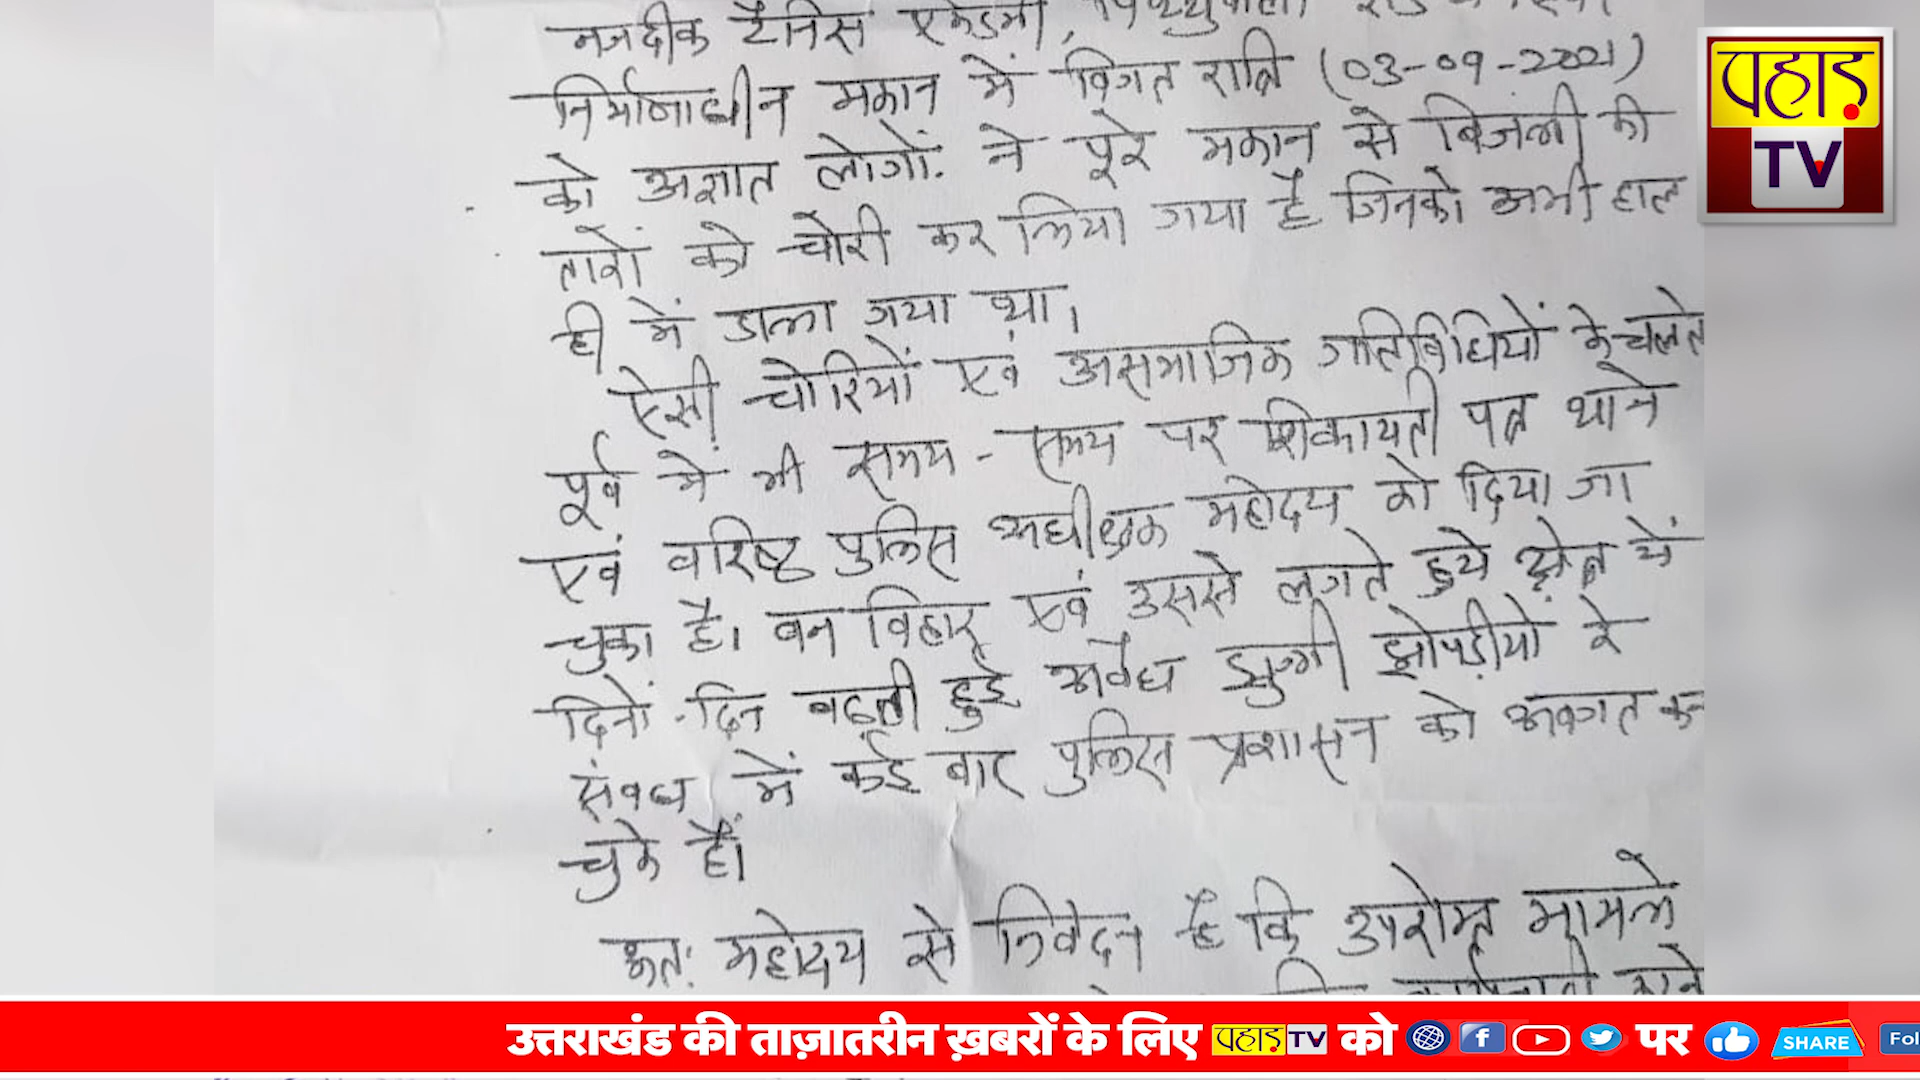 नजदीक टैनिस एकेडमी,
निर्माणाधीन मकान में विगत रात्रि (03-09-2021)
को अज्ञात लोगों ने पूरे मकान से बिजली की
तारों को चोरी कर लिया गया है जिनको अभी हाल
ही में डाला गया था।
ऐसी चोरियों एवं असमाजिक गतिविधियों के चलते
पूर्व में भी समय - समय पर शिकायती पत्र थाने
एवं वरिष्ठ पुलिस अधीक्षक महोदय को दिया जा
चुका है। वन विहार एवं उससे लगते हुये क्षेत्र में
दिनों-दिन बढ़ती हुई अवैध झुग्गी झोपड़ीयों के
संबध में कई बार पुलिस प्रशासन को अवगत करा
चुके हैं।
अतः महोदय से निवेदन है कि उपरोक्त मामले
पहाड़
TV
उत्तराखंड की ताज़ातरीन ख़बरों के लिए पहाड़ TV को f पर SHARE Fol